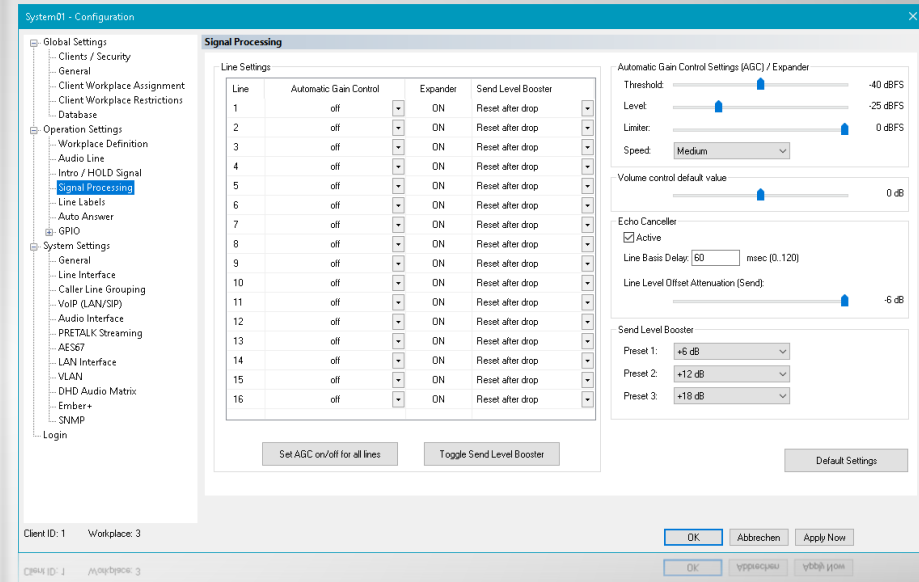 System01 - Configuration
Global Settings
Clients / Security
General
Client Workplace Assignment
Client Workplace Restrictions
Database
Operation Settings
Workplace Definition
Audio Line
Intro / HOLD Signal
Signal Processing
Line Labels
Auto Answer
GPIO
System Settings
General
Line Interface
Caller Line Grouping
VoIP (LAN/SIP)
Audio Interface
PRETALK Streaming
AES67
LAN Interface
VLAN
DHD Audio Matrix
Ember+
SNMP
Login
Signal Processing
Line Settings
Line Automatic Gain Control Expander Send Level Booster
1 off ON Reset after drop
2 off ON Reset after drop
3 off ON Reset after drop
4 off ON Reset after drop
5 off ON Reset after drop
6 off ON Reset after drop
7 off ON Reset after drop
8 off ON Reset after drop
9 off ON Reset after drop
10 off ON Reset after drop
11 off ON Reset after drop
12 off ON Reset after drop
13 off ON Reset after drop
14 off ON Reset after drop
15 off ON Reset after drop
16 off ON Reset after drop
Set AGC on/off for all lines Toggle Send Level Booster
Automatic Gain Control Settings (AGC) / Expander
Threshold: -40 dBFS
Level: -25 dBFS
Limiter: 0 dBFS
Speed: Medium
Volume control default value
0 dB
Echo Canceller
Active
Line Basis Delay: 60 msec (0..120)
Line Level Offset Attenuation (Send):
-6 dB
Send Level Booster
Preset 1: +6 dB
Preset 2: +12 dB
Preset 3: +18 dB
Default Settings
Client ID: 1 Workplace: 3
OK Abbrechen Apply Now